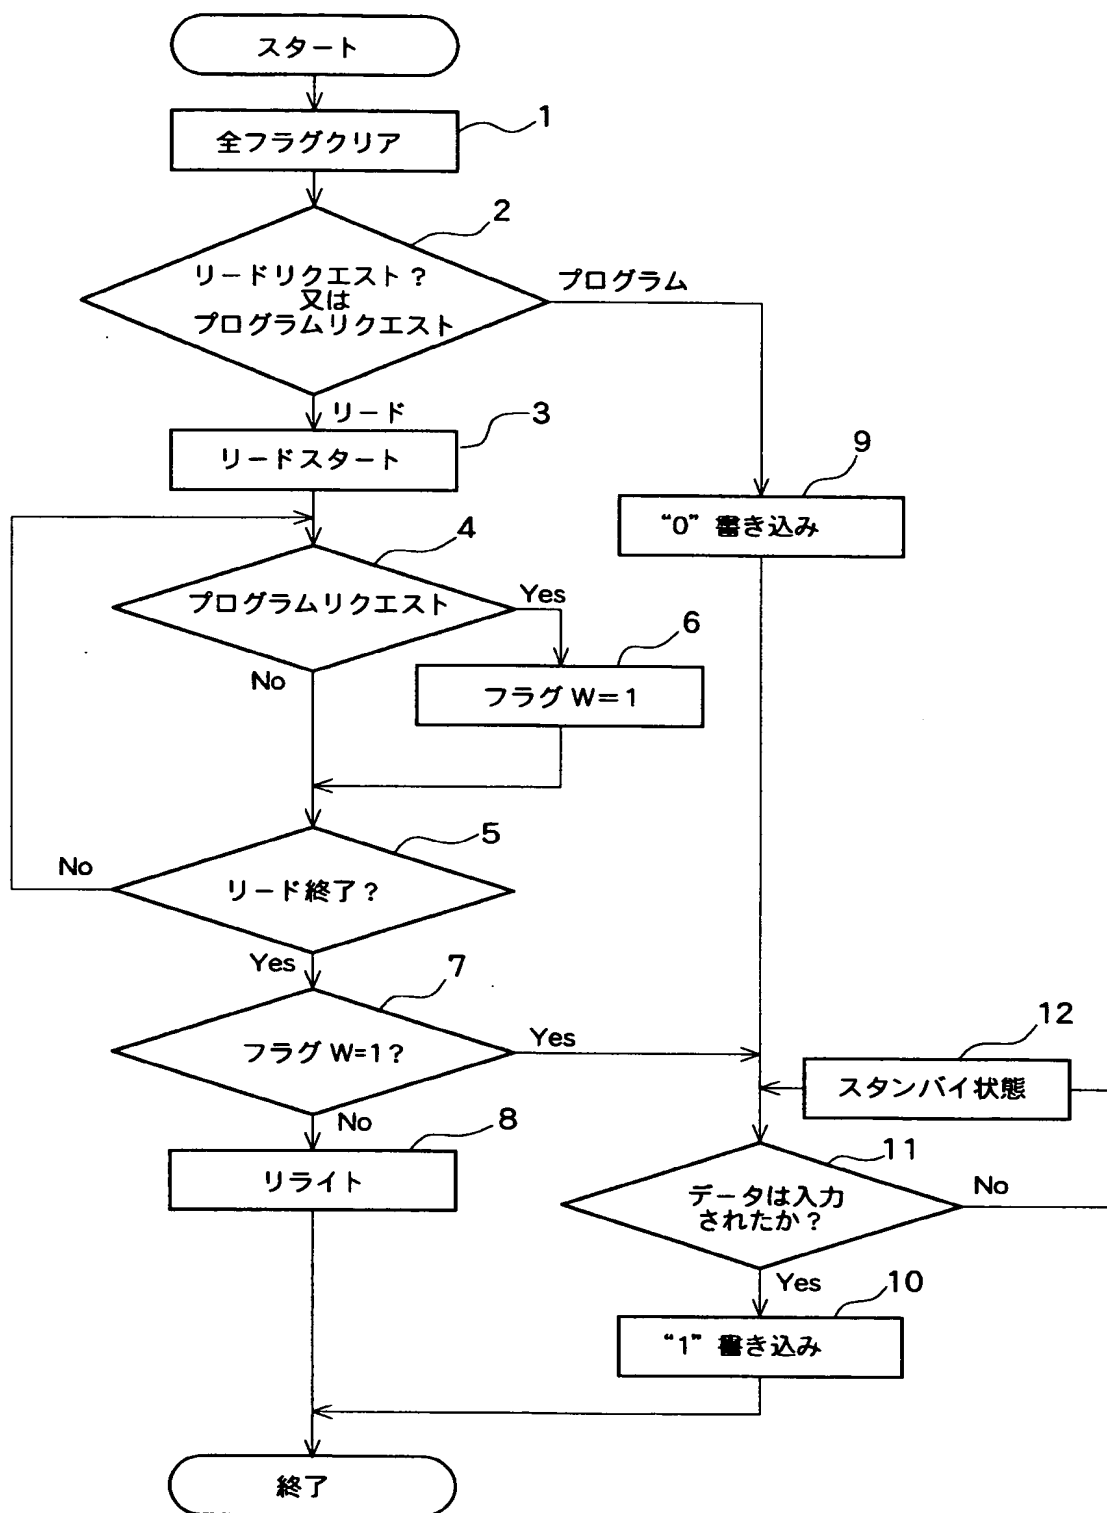 スタート
1
全フラグクリア
2
リードリクエスト？
又は
プログラムリクエスト
プログラム
リード
3
リードスタート
9
“0” 書き込み
4
プログラムリクエスト
Yes
No
6
フラグ W＝1
5
リード終了？
No
Yes
7
フラグ W=1？
Yes
No
12
スタンバイ状態
8
リライト
11
データは入力
されたか？
No
Yes
10
“1” 書き込み
終了